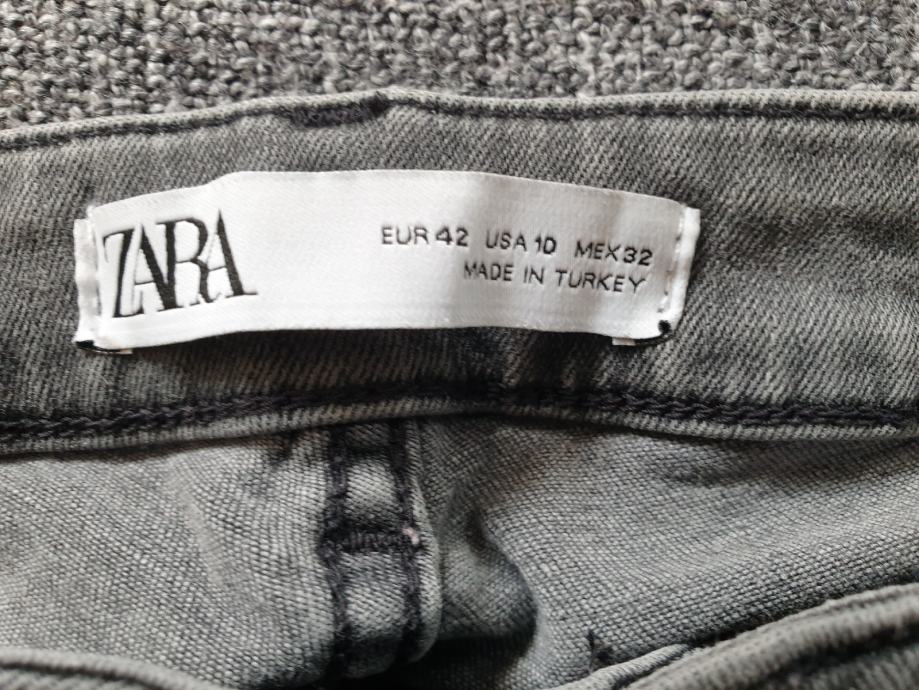 ZARA
EUR 42 USA 10 MEX 32
MADE IN TURKEY